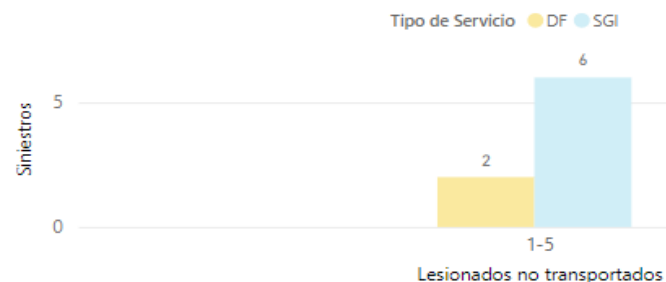 Tipo de Servicio DF SGI
6
5
Siniestros
2
0
1-5
Lesionados no transportados